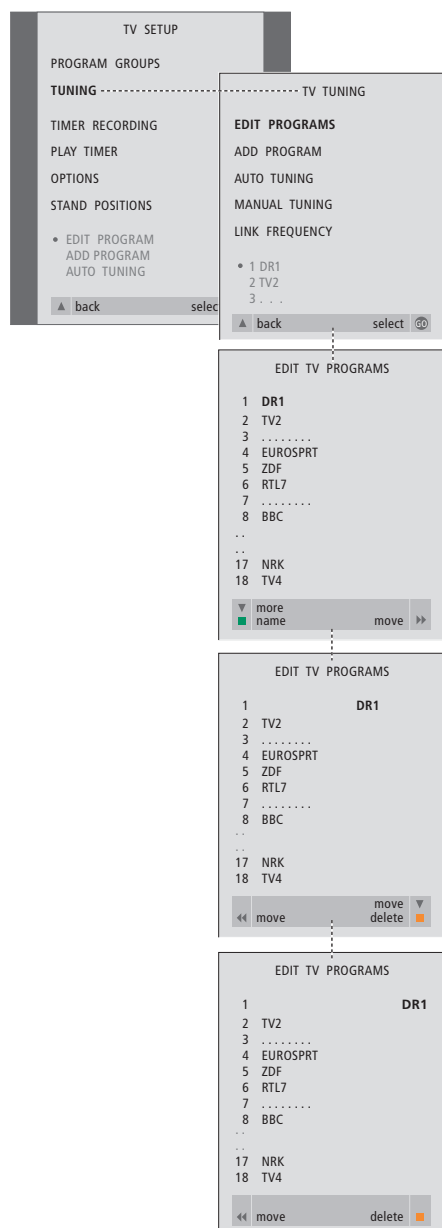 TV SETUP
PROGRAM GROUPS
TUNING
TIMER RECORDING
PLAY TIMER
OPTIONS
STAND POSITIONS
• EDIT PROGRAM
ADD PROGRAM
AUTO TUNING
▲ back selec
TV TUNING
EDIT PROGRAMS
ADD PROGRAM
AUTO TUNING
MANUAL TUNING
LINK FREQUENCY
• 1 DR1
2 TV2
3 . . .
▲ back select GO
EDIT TV PROGRAMS
1 DR1
2 TV2
3 . . . . . . . .
4 EUROSPRT
5 ZDF
6 RTL7
7 . . . . . . . .
8 BBC
. .
. .
17 NRK
18 TV4
▼ more
name move
EDIT TV PROGRAMS
1 DR1
2 TV2
3 . . . . . . . .
4 EUROSPRT
5 ZDF
6 RTL7
7 . . . . . . . .
8 BBC
. .
. .
17 NRK
18 TV4
move ▼
move delete
EDIT TV PROGRAMS
1 DR1
2 TV2
3 . . . . . . . .
4 EUROSPRT
5 ZDF
6 RTL7
7 . . . . . . . .
8 BBC
. .
. .
17 NRK
18 TV4
move delete